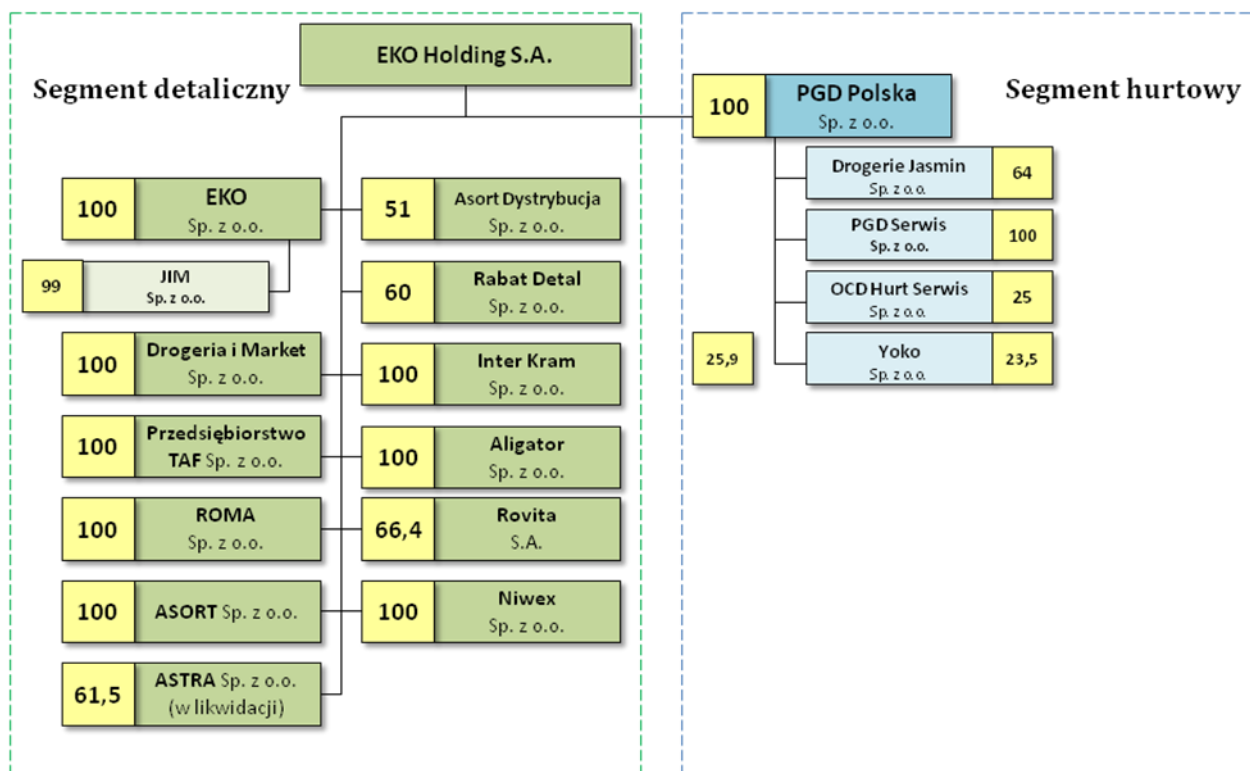 EKO Holding S.A.
Segment detaliczny
100
EKO
Sp. z o.o.
99
JIM
Sp. z o.o.
100
Drogeria i Market
Sp. z o.o.
100
Przedsiębiorstwo
TAF Sp. z o.o.
100
ROMA
Sp. z o.o.
100
ASORT Sp. z o.o.
61,5
ASTRA Sp. z o.o.
(w likwidacji)
51
Asort Dystrybucja
Sp. z o.o.
60
Rabat Detal
Sp. z o.o.
100
Inter Kram
Sp. z o.o.
100
Aligator
Sp. z o.o.
66,4
Rovita
S.A.
100
Niwex
Sp. z o.o.
Segment hurtowy
100
PGD Polska
Sp. z o.o.
Drogerie Jasmin
Sp. z o.o.
64
PGD Serwis
Sp. z o.o.
100
OCD Hurt Serwis
Sp. z o.o.
25
25,9
Yoko
Sp. z o.o.
23,5